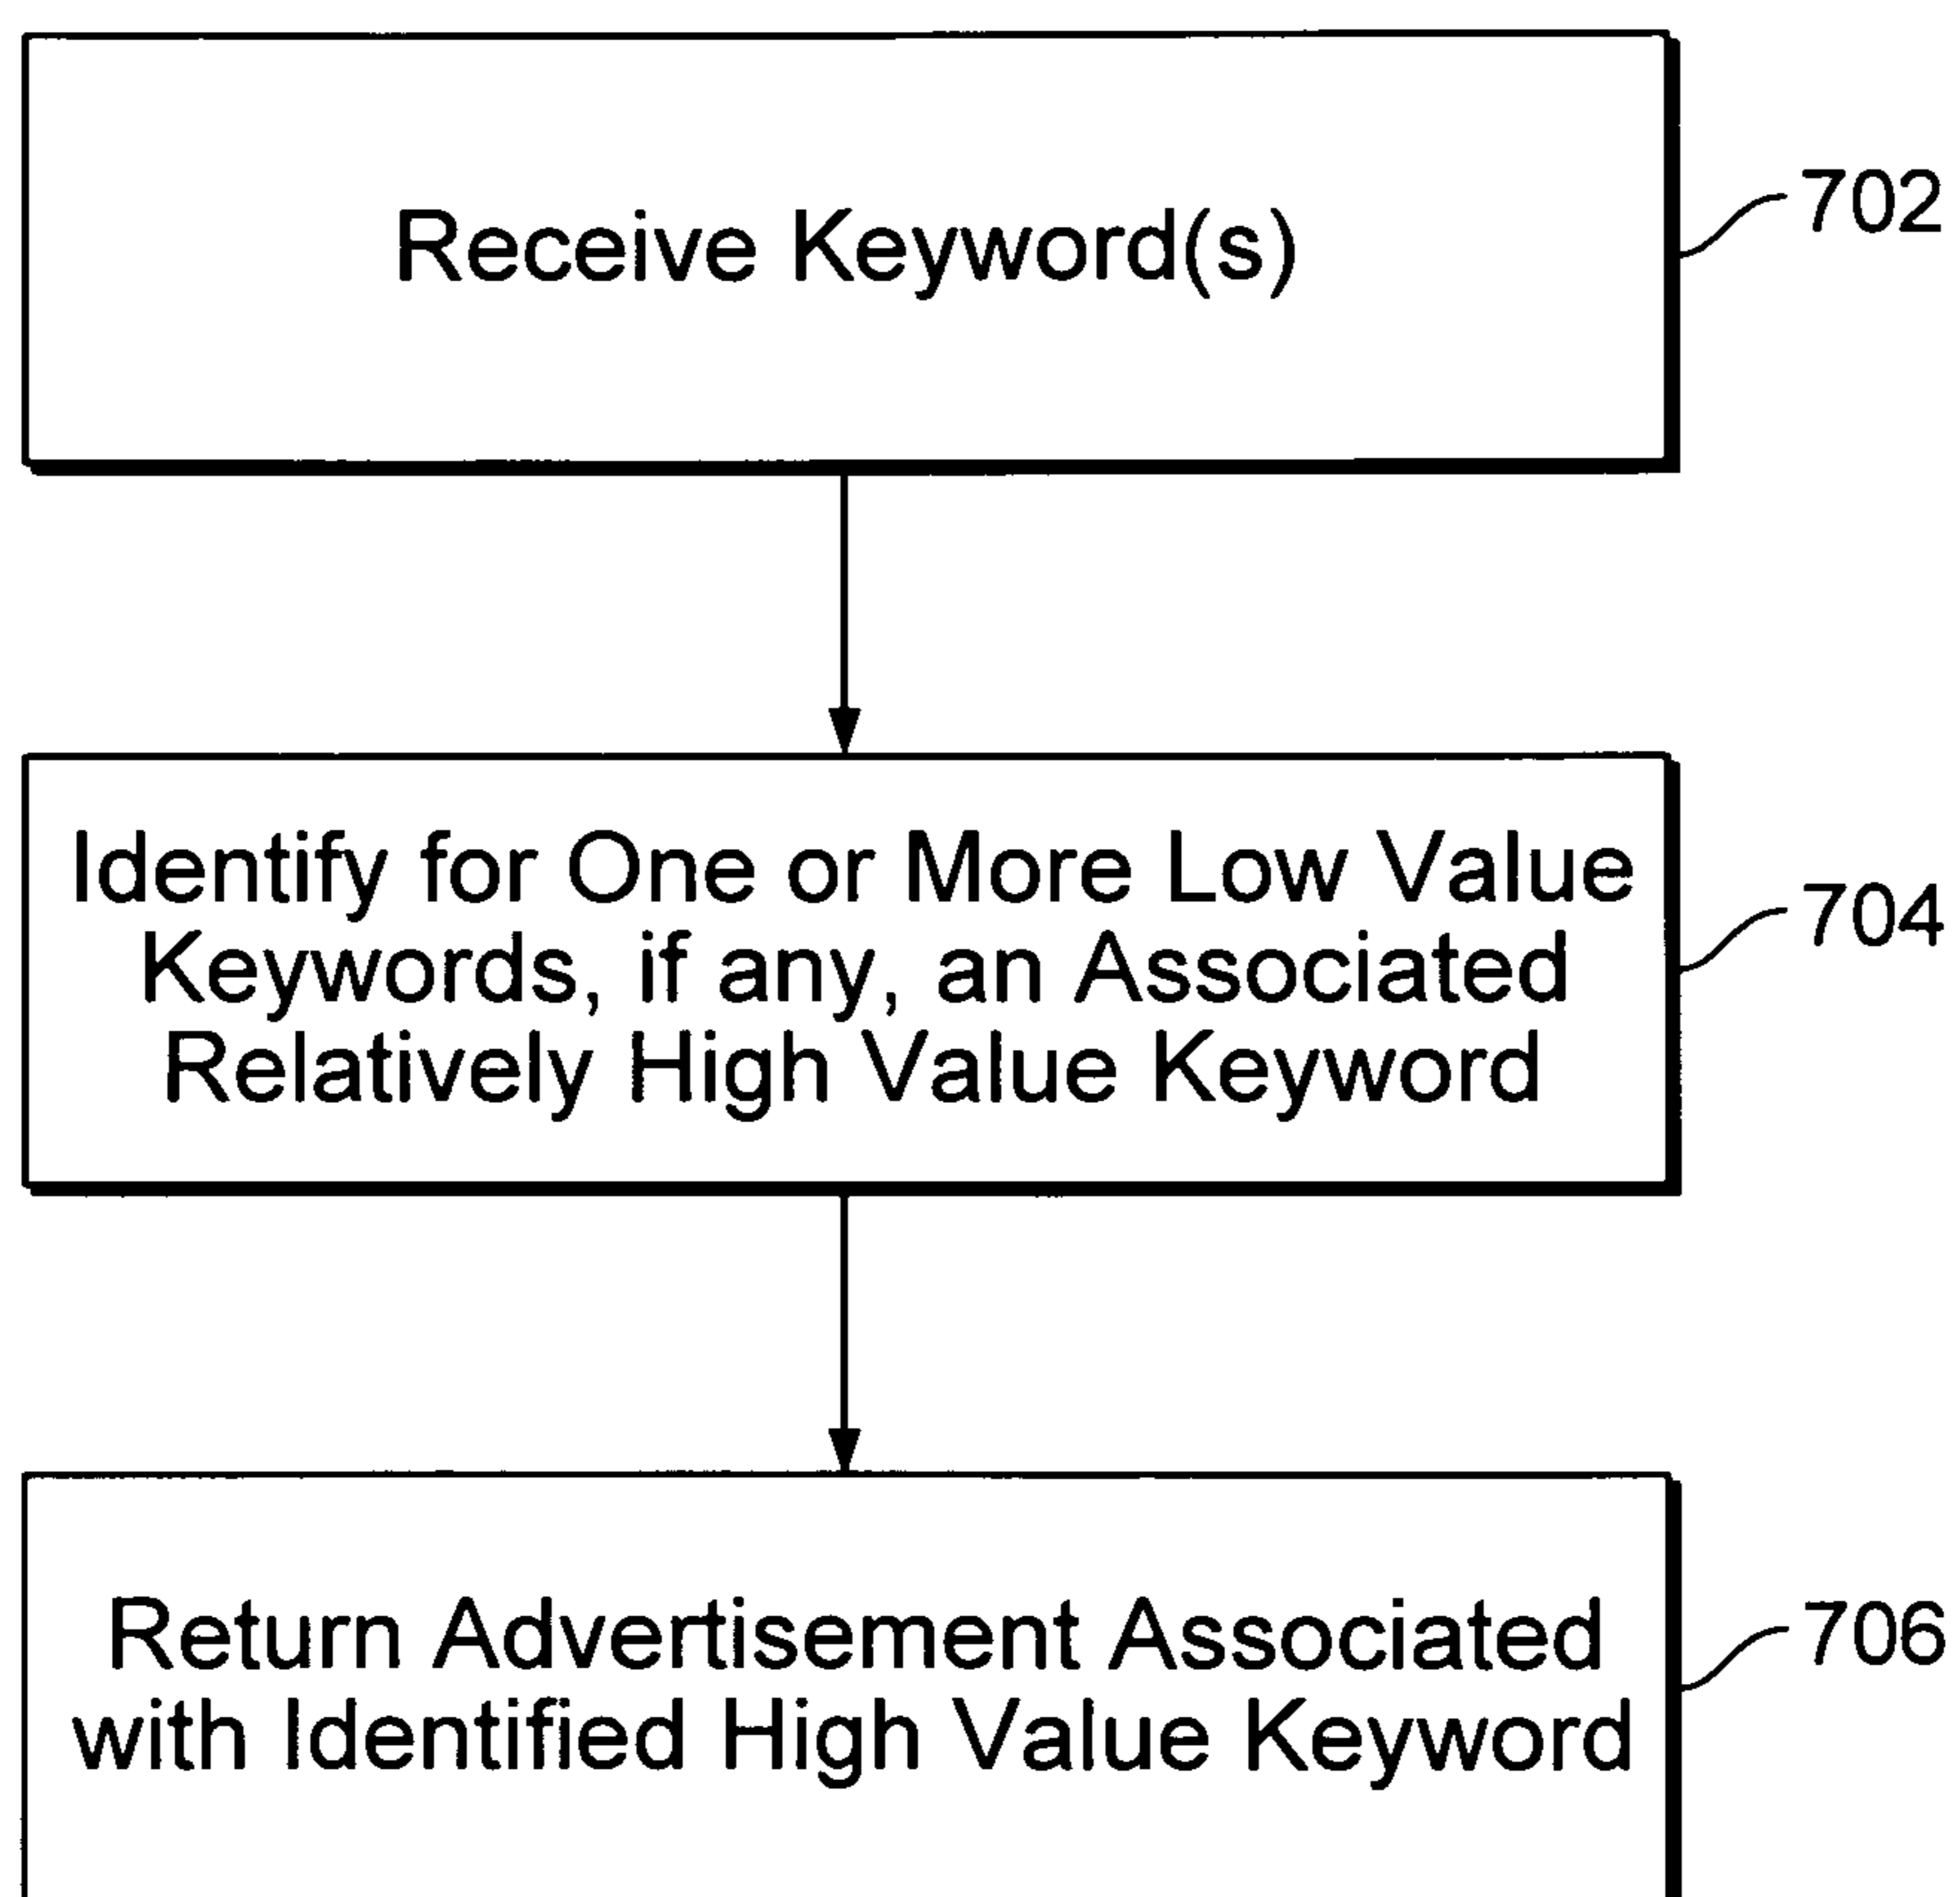 Receive Keyword(s)
702
Identify for One or More Low Value
Keywords, if any, an Associated
Relatively High Value Keyword
704
Return Advertisement Associated
with Identified High Value Keyword
706